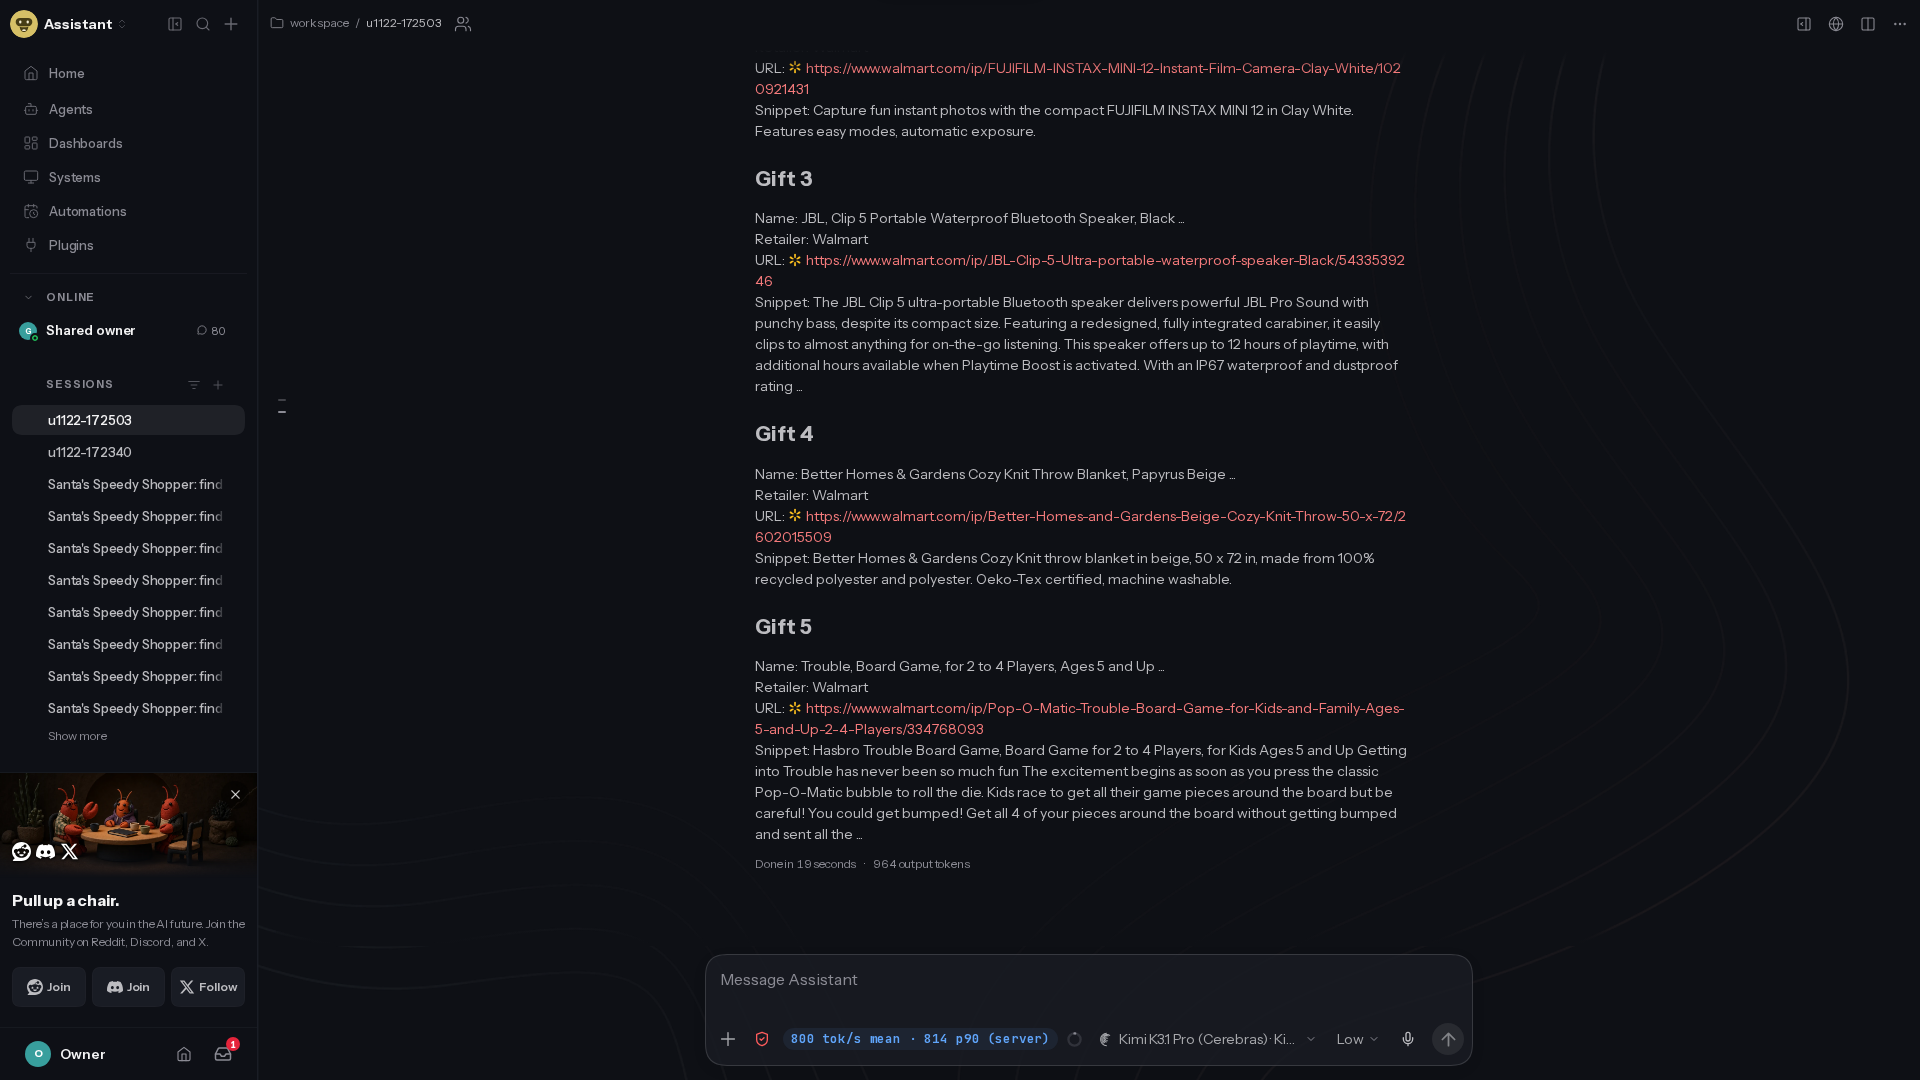 Assistant
workspace / u1122-172503
Home
Agents
Dashboards
Systems
Automations
Plugins
ONLINE
G Shared owner 80
SESSIONS
u1122-172503
u1122-172340
Santa's Speedy Shopper: find
Santa's Speedy Shopper: find
Santa's Speedy Shopper: find
Santa's Speedy Shopper: find
Santa's Speedy Shopper: find
Santa's Speedy Shopper: find
Santa's Speedy Shopper: find
Santa's Speedy Shopper: find
Show more
Pull up a chair.
There's a place for you in the AI future. Join the
Community on Reddit, Discord, and X.
Join Join Follow
O Owner 1
URL: https://www.walmart.com/ip/FUJIFILM-INSTAX-MINI-12-Instant-Film-Camera-Clay-White/102
0921431
Snippet: Capture fun instant photos with the compact FUJIFILM INSTAX MINI 12 in Clay White.
Features easy modes, automatic exposure.
Gift 3
Name: JBL, Clip 5 Portable Waterproof Bluetooth Speaker, Black ...
Retailer: Walmart
URL: https://www.walmart.com/ip/JBL-Clip-5-Ultra-portable-waterproof-speaker-Black/54335392
46
Snippet: The JBL Clip 5 ultra-portable Bluetooth speaker delivers powerful JBL Pro Sound with
punchy bass, despite its compact size. Featuring a redesigned, fully integrated carabiner, it easily
clips to almost anything for on-the-go listening. This speaker offers up to 12 hours of playtime, with
additional hours available when Playtime Boost is activated. With an IP67 waterproof and dustproof
rating ...
Gift 4
Name: Better Homes & Gardens Cozy Knit Throw Blanket, Papyrus Beige ...
Retailer: Walmart
URL: https://www.walmart.com/ip/Better-Homes-and-Gardens-Beige-Cozy-Knit-Throw-50-x-72/2
602015509
Snippet: Better Homes & Gardens Cozy Knit throw blanket in beige, 50 x 72 in, made from 100%
recycled polyester and polyester. Oeko-Tex certified, machine washable.
Gift 5
Name: Trouble, Board Game, for 2 to 4 Players, Ages 5 and Up ...
Retailer: Walmart
URL: https://www.walmart.com/ip/Pop-O-Matic-Trouble-Board-Game-for-Kids-and-Family-Ages-
5-and-Up-2-4-Players/334768093
Snippet: Hasbro Trouble Board Game, Board Game for 2 to 4 Players, for Kids Ages 5 and Up Getting
into Trouble has never been so much fun The excitement begins as soon as you press the classic
Pop-O-Matic bubble to roll the die. Kids race to get all their game pieces around the board but be
careful! You could get bumped! Get all 4 of your pieces around the board without getting bumped
and sent all the ...
Done in 19 seconds · 964 output tokens
Message Assistant
800 tok/s mean · 814 p90 (server) Kimi K3.1 Pro (Cerebras) · Ki... Low